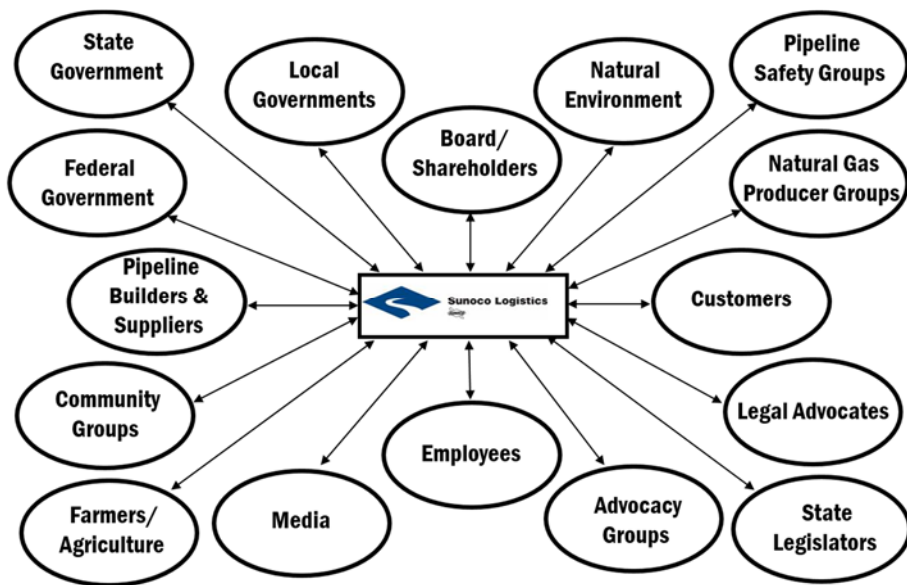 State
Government
Local
Governments
Natural
Environment
Pipeline
Safety Groups
Board/
Shareholders
Federal
Government
Natural Gas
Producer Groups
Pipeline
Builders &
Suppliers
Sunoco Logistics
Customers
Community
Groups
Legal Advocates
Employees
Farmers/
Agriculture
Media
Advocacy
Groups
State
Legislators